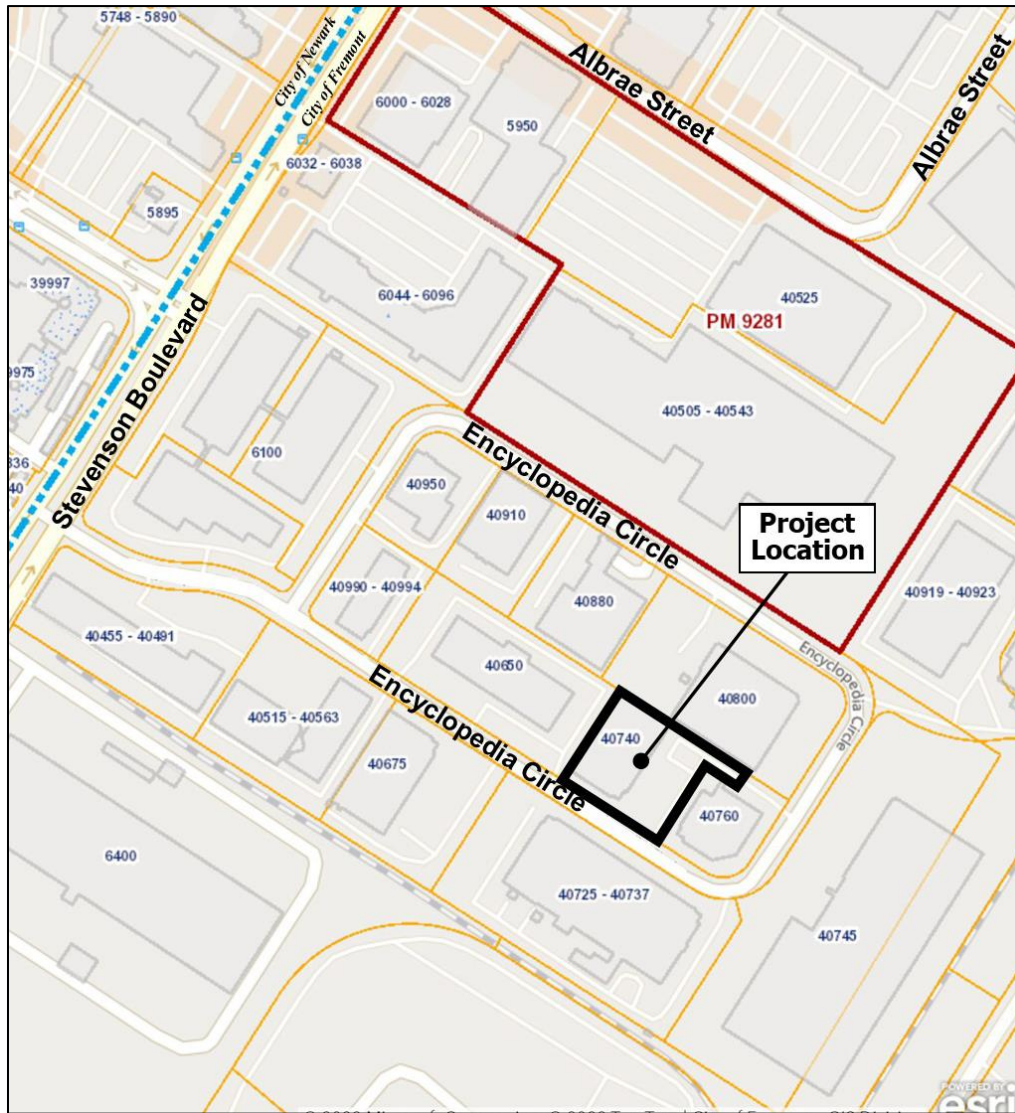 5748 - 5890
City of Newark
City of Fremont
Albrae Street
Albrae Street
6000 - 6028
5950
6032 - 6038
5895
39997
6044 - 6096
40525
PM 9281
9975
40505 - 40543
Stevenson Boulevard
6100
Encyclopedia Circle
836
40
40950
40910
Project
Location
40990 - 40994
40880
40919 - 40923
40455 - 40491
40650
Encyclopedia Circle
40800
Encyclopedia Circle
40515 - 40563
40740
40675
40760
6400
40725 - 40737
40745
POWERED BY
esri